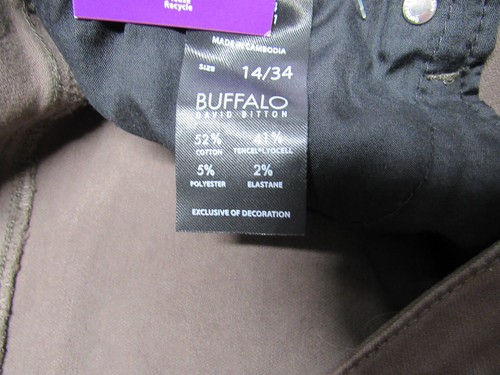 Recycle
MADE IN CAMBODIA
SIZE 14/34
BUFFALO
DAVID BITTON
52% 41%
COTTON TENCEL®LYOCELL
5% 2%
POLYESTER ELASTANE
EXCLUSIVE OF DECORATION